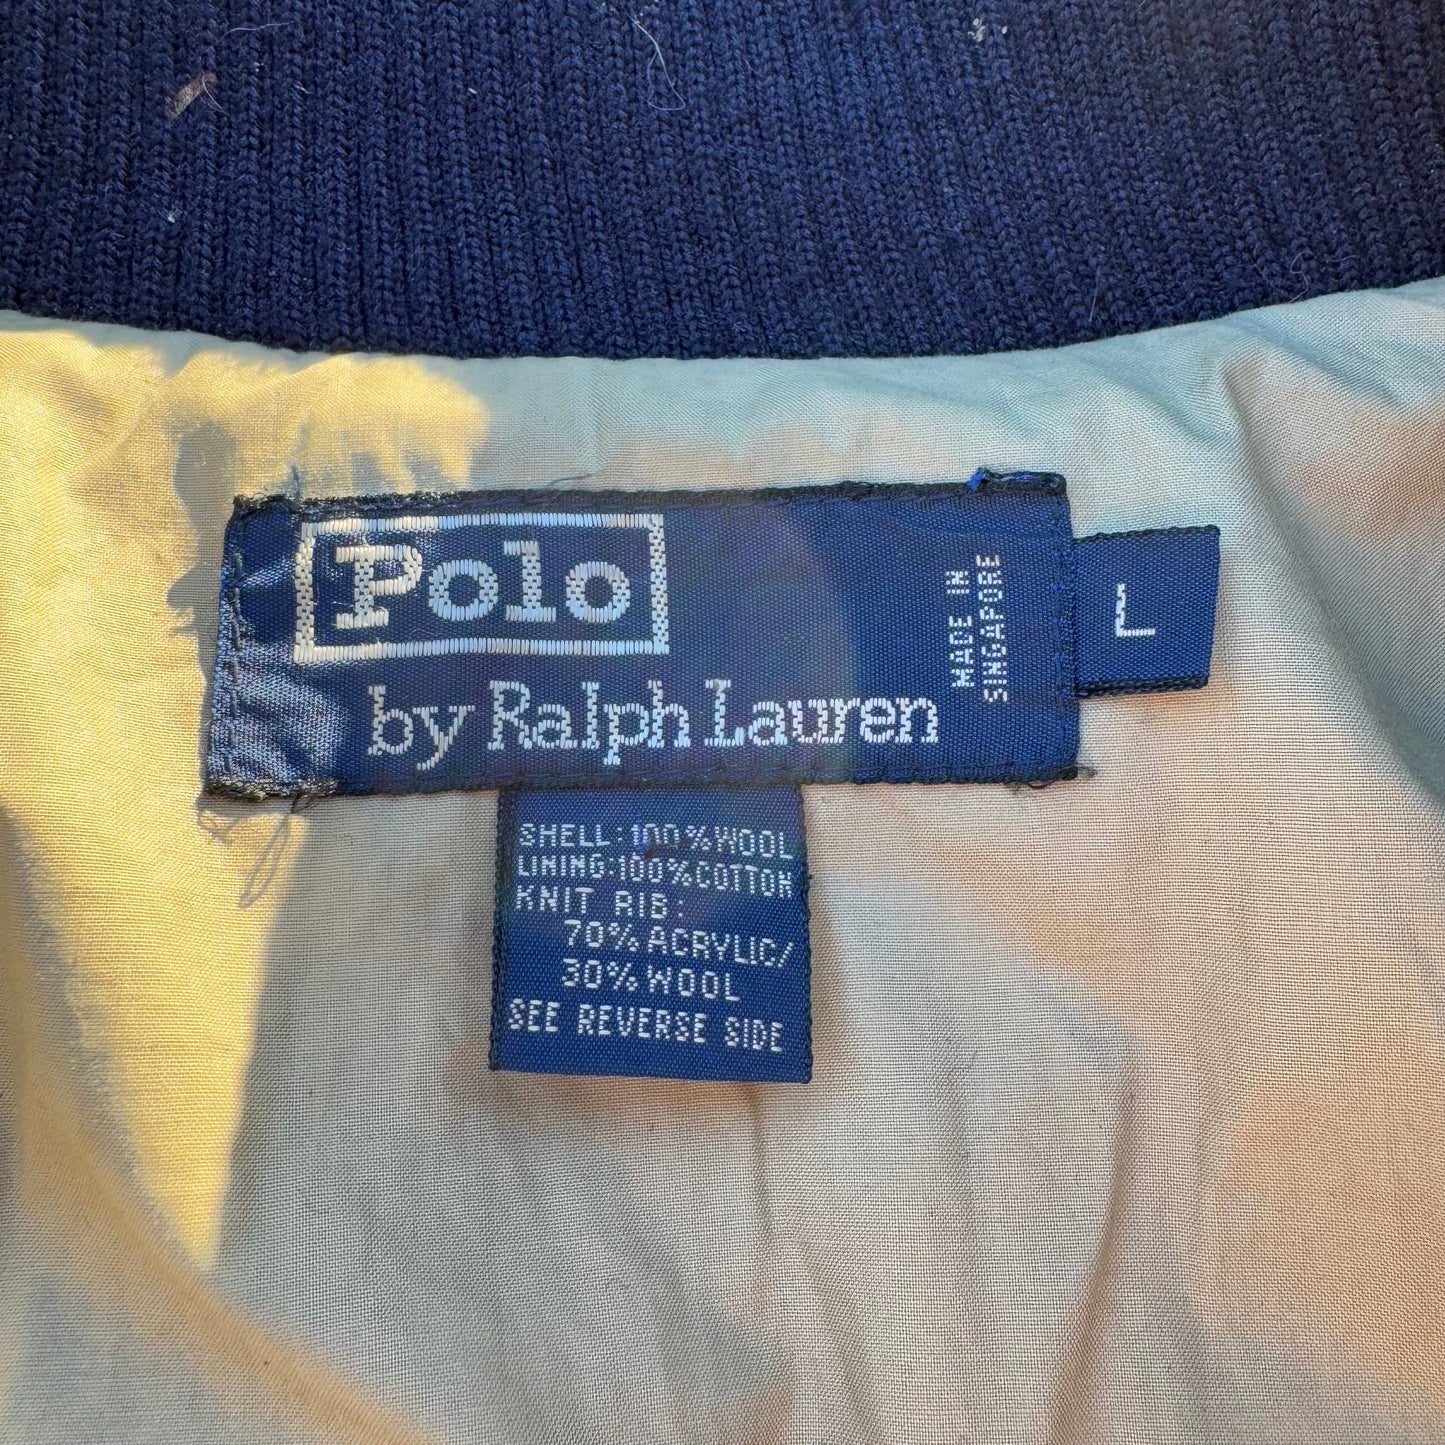 Polo
by Ralph Lauren
MADE IN
SINGAPORE
L
SHELL: 100% WOOL
LINING: 100% COTTON
KNIT RIB:
70% ACRYLIC/
30% WOOL
SEE REVERSE SIDE